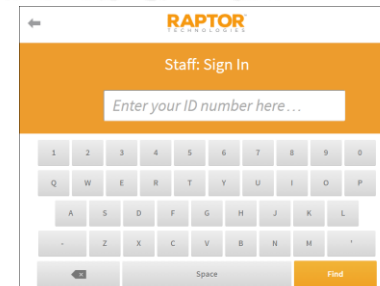 RAPTOR
TECHNOLOGIES
Staff: Sign In
Enter your ID number here...
1 2 3 4 5 6 7 8 9 0
Q W E R T Y U I O P
A S D F G H J K L
- Z X C V B N M '
Space Find